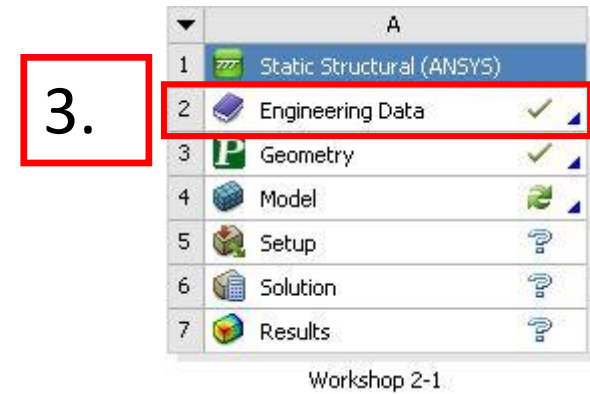 A
3.
1 Static Structural (ANSYS)
2 Engineering Data
3 P Geometry
4 Model
5 Setup ?
6 Solution ?
7 Results ?
Workshop 2-1